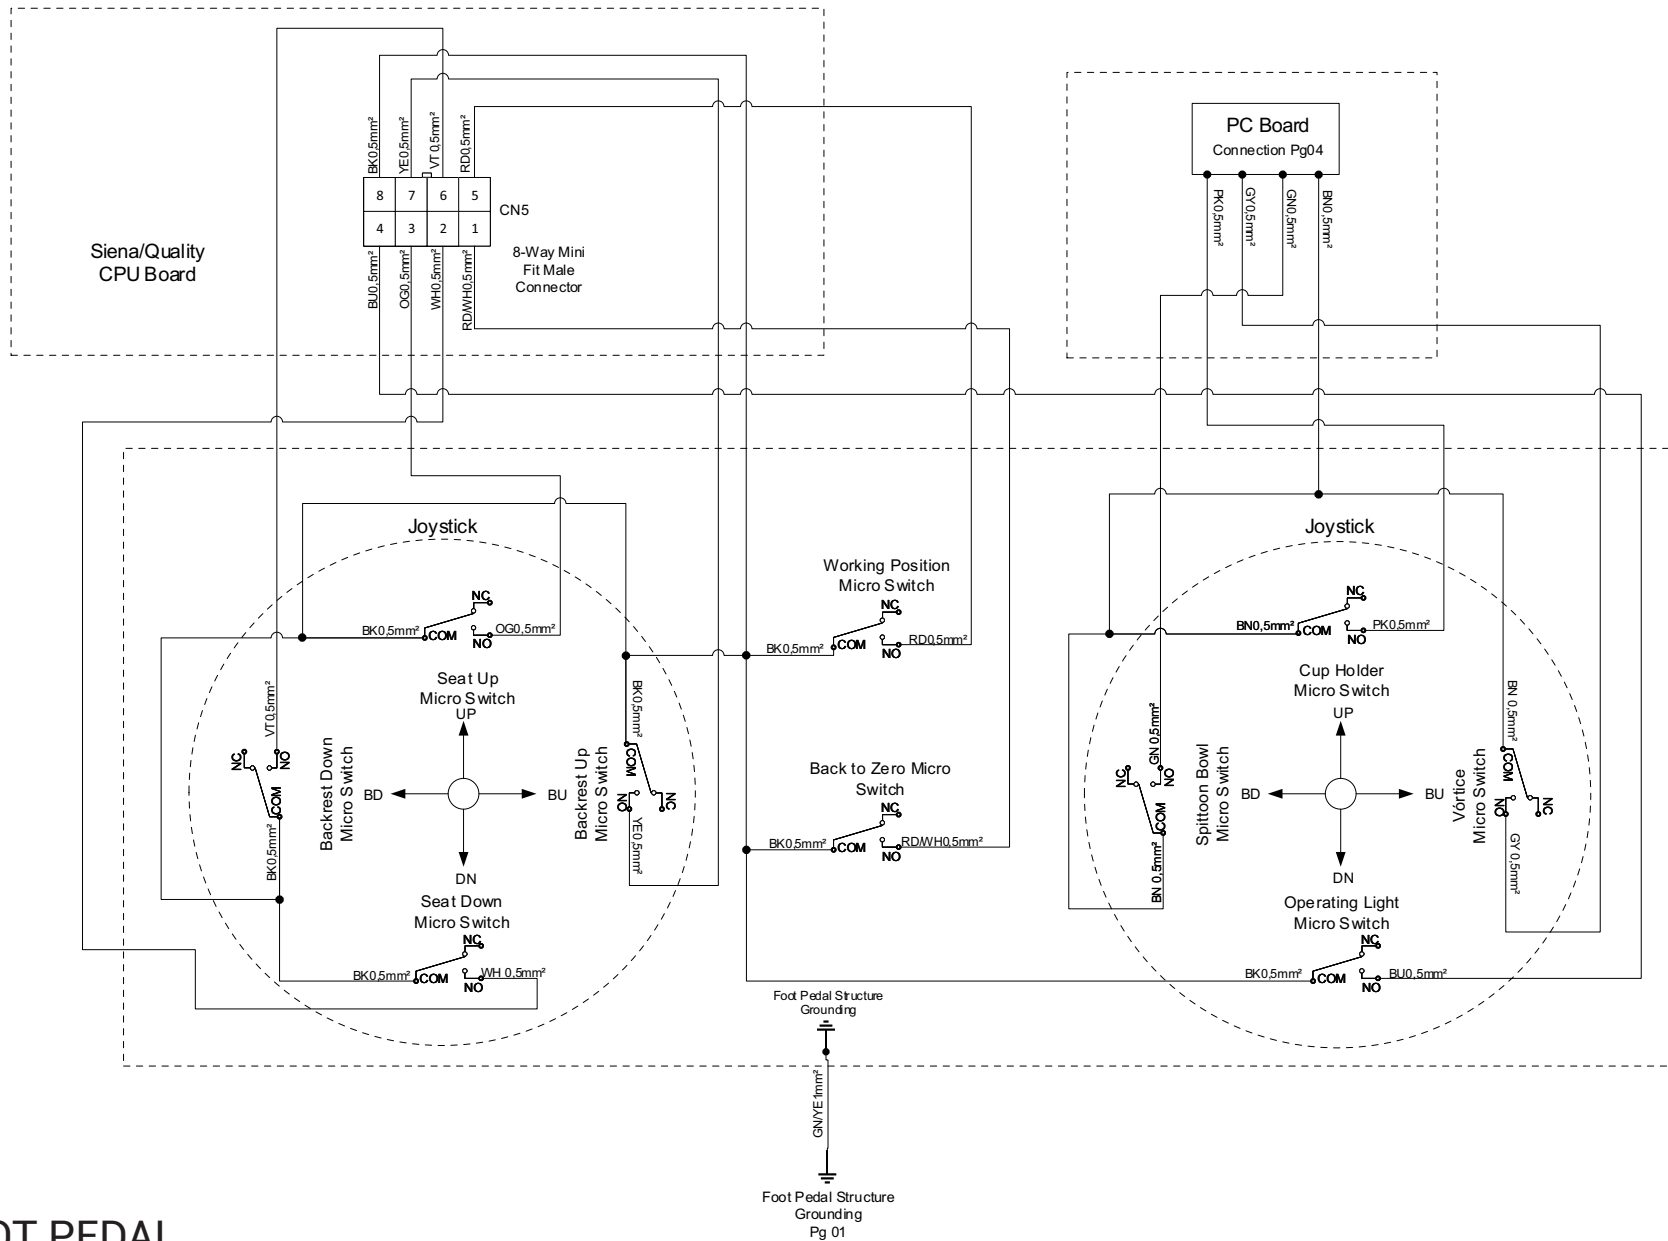 BK0,5mm²
YE0,5mm²
VT 0,5mm²
RD0,5mm²
8
7
6
5
4
3
2
1
CN5
8-Way Mini
Fit Male
Connector
BU0,5mm²
OG0,5mm²
WH0,5mm²
RD/WH0,5mm²
Siena/Quality
CPU Board
PC Board
Connection Pg04
PK0,5mm²
GY0,5mm²
GN0,5mm²
BN0,5mm²
Joystick
NC
BK0,5mm²
COM
OG0,5mm²
NO
Seat Up
Micro Switch
UP
VT0,5mm²
NC
NO
COM
BK0,5mm²
Backrest Down
Micro Switch
BD
BU
Backrest Up
Micro Switch
BK0,5mm²
COM
NO
NC
YE0,5mm²
DN
Seat Down
Micro Switch
NC
BK0,5mm²
COM
WH 0,5mm²
NO
Working Position
Micro Switch
NC
BK0,5mm²
COM
RD0,5mm²
NO
Back to Zero Micro
Switch
NC
BK0,5mm²
COM
RD/WH0,5mm²
NO
Joystick
NC
BN0,5mm²
COM
PK0,5mm²
NO
Cup Holder
Micro Switch
UP
GN 0,5mm²
NC
NO
COM
BN 0,5mm²
Spittoon Bowl
Micro Switch
BD
BU
Vórtice
Micro Switch
BN 0,5mm²
COM
NO
NC
GY 0,5mm²
DN
Operating Light
Micro Switch
NC
BK0,5mm²
COM
BU0,5mm²
NO
Foot Pedal Structure
Grounding
GN/YE1mm²
Foot Pedal Structure
Grounding
Pg 01
OT PEDAL